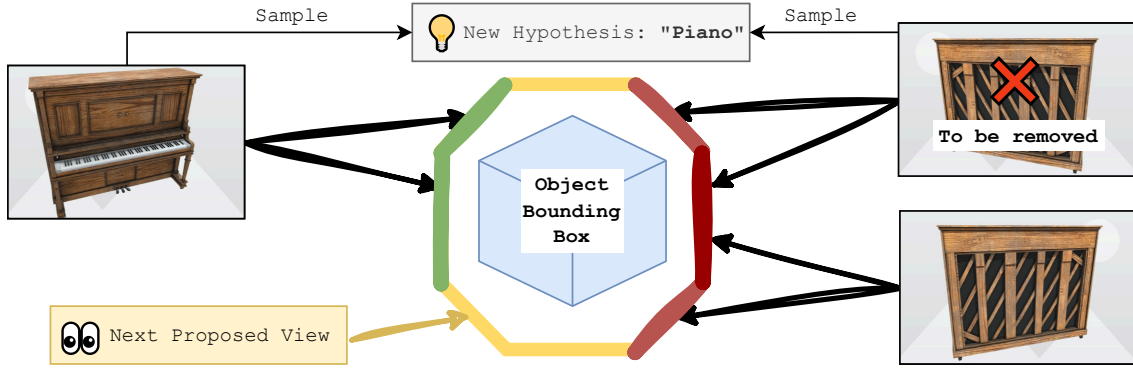 Sample
New Hypothesis: "Piano"
Sample
To be removed
Object
Bounding
Box
Next Proposed View